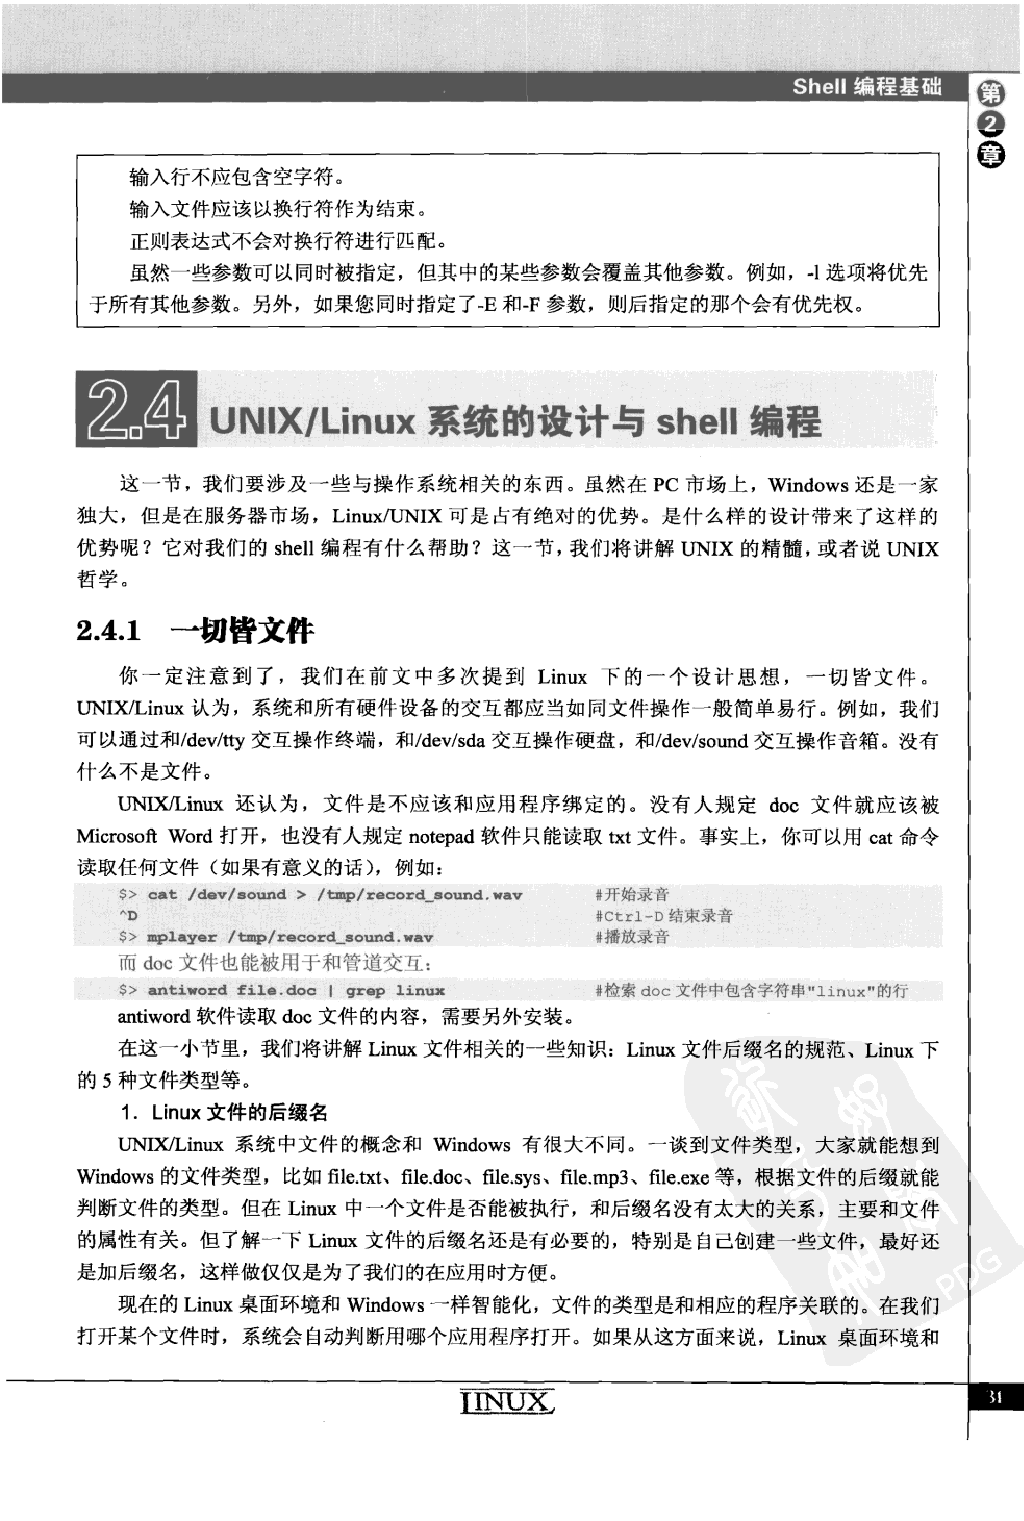 Shell 编程基础
第2章
输入行不应包含空字符。
输入文件应该以换行符作为结束。
正则表达式不会对换行符进行匹配。
虽然一些参数可以同时被指定，但其中的某些参数会覆盖其他参数。例如，-l 选项将优先
于所有其他参数。另外，如果您同时指定了-E 和-F 参数，则后指定的那个会有优先权。
2.4 UNIX/Linux 系统的设计与 shell 编程
这一节，我们要涉及一些与操作系统相关的东西。虽然在 PC 市场上，Windows 还是一家
独大，但是在服务器市场，Linux/UNIX 可是占有绝对的优势。是什么样的设计带来了这样的
优势呢？它对我们的 shell 编程有什么帮助？这一节，我们将讲解 UNIX 的精髓，或者说 UNIX
哲学。
2.4.1 一切皆文件
你一定注意到了，我们在前文中多次提到 Linux 下的一个设计思想，一切皆文件。
UNIX/Linux 认为，系统和所有硬件设备的交互都应当如同文件操作一般简单易行。例如，我们
可以通过和/dev/tty 交互操作终端，和/dev/sda 交互操作硬盘，和/dev/sound 交互操作音箱。没有
什么不是文件。
UNIX/Linux 还认为，文件是不应该和应用程序绑定的。没有人规定 doc 文件就应该被
Microsoft Word 打开，也没有人规定 notepad 软件只能读取 txt 文件。事实上，你可以用 cat 命令
读取任何文件（如果有意义的话），例如：
$> cat /dev/sound > /tmp/record_sound.wav #开始录音
^D #Ctrl-D 结束录音
$> mplayer /tmp/record_sound.wav #播放录音
而 doc 文件也能被用于和管道交互：
$> antiword file.doc | grep linux #检索 doc 文件中包含字符串"linux"的行
antiword 软件读取 doc 文件的内容，需要另外安装。
在这一小节里，我们将讲解 Linux 文件相关的一些知识：Linux 文件后缀名的规范、Linux 下
的 5 种文件类型等。
1．Linux 文件的后缀名
UNIX/Linux 系统中文件的概念和 Windows 有很大不同。一谈到文件类型，大家就能想到
Windows 的文件类型，比如 file.txt、file.doc、file.sys、file.mp3、file.exe 等，根据文件的后缀就能
判断文件的类型。但在 Linux 中一个文件是否能被执行，和后缀名没有太大的关系，主要和文件
的属性有关。但了解一下 Linux 文件的后缀名还是有必要的，特别是自己创建一些文件，最好还
是加后缀名，这样做仅仅是为了我们的在应用时方便。
现在的 Linux 桌面环境和 Windows 一样智能化，文件的类型是和相应的程序关联的。在我们
打开某个文件时，系统会自动判断用哪个应用程序打开。如果从这方面来说，Linux 桌面环境和
PDG
LINUX
31